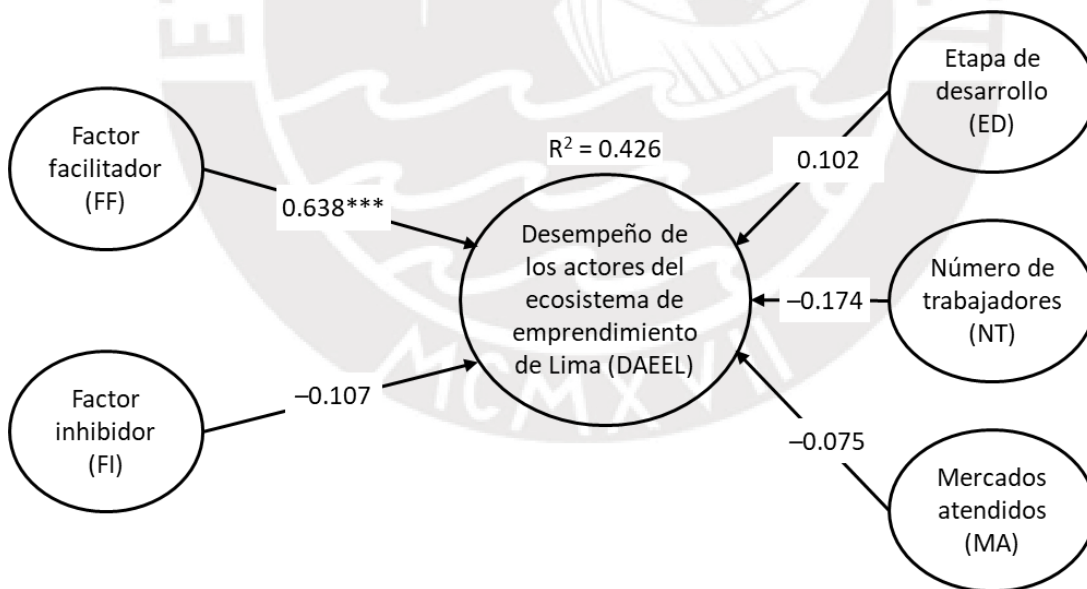 Factor
facilitador
(FF)
0.638***
Factor
inhibidor
(FI)
–0.107
R² = 0.426
Desempeño de
los actores del
ecosistema de
emprendimiento
de Lima (DAEEL)
Etapa de
desarrollo
(ED)
0.102
Número de
trabajadores
(NT)
–0.174
Mercados
atendidos
(MA)
–0.075
MCMXVII